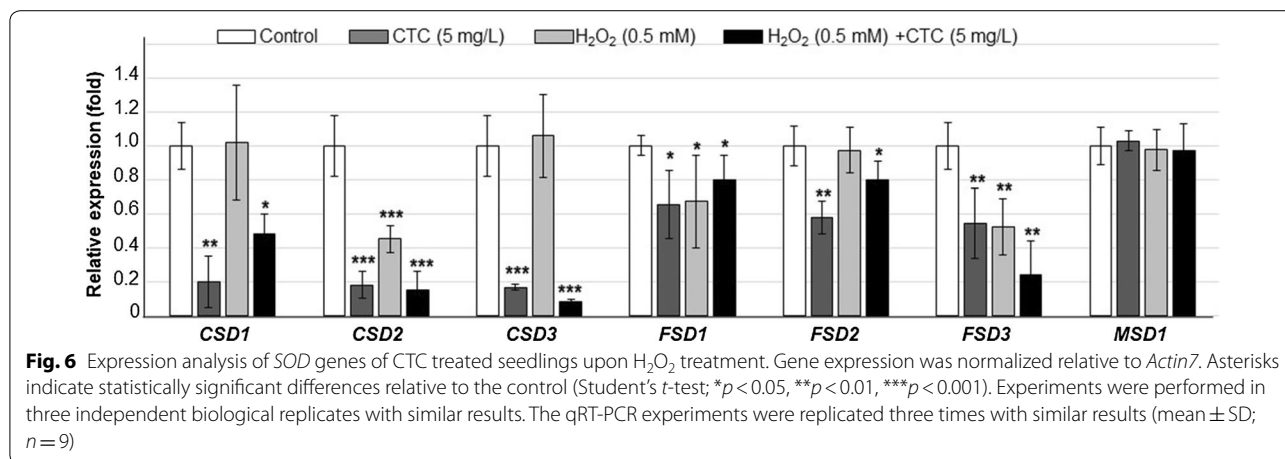 Control CTC (5 mg/L) H₂O₂ (0.5 mM) H₂O₂ (0.5 mM) +CTC (5 mg/L)
Relative expression (fold)
1.4
1.2
1.0
0.8
0.6
0.4
0.2
0
** * *** *** *** *** *** * * * ** * ** ** **
CSD1 CSD2 CSD3 FSD1 FSD2 FSD3 MSD1
Fig. 6 Expression analysis of SOD genes of CTC treated seedlings upon H₂O₂ treatment. Gene expression was normalized relative to Actin7. Asterisks
indicate statistically significant differences relative to the control (Student's t-test; *p < 0.05, **p < 0.01, ***p < 0.001). Experiments were performed in
three independent biological replicates with similar results. The qRT-PCR experiments were replicated three times with similar results (mean ± SD;
n = 9)